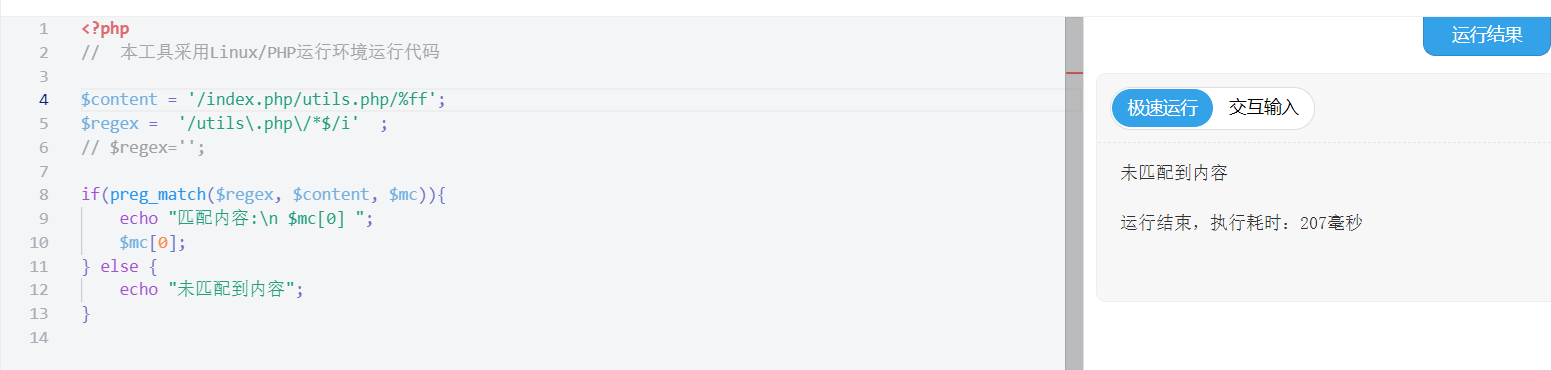 1 <?php
2 //  本工具采用Linux/PHP运行环境运行代码
3
4 $content = '/index.php/utils.php/%ff';
5 $regex =  '/utils\.php\/*$/i'  ;
6 // $regex='';
7
8 if(preg_match($regex, $content, $mc)){
9     echo "匹配内容:\n $mc[0] ";
10     $mc[0];
11 } else {
12     echo "未匹配到内容";
13 }
14
运行结果
极速运行 交互输入
未匹配到内容
运行结束，执行耗时：207毫秒